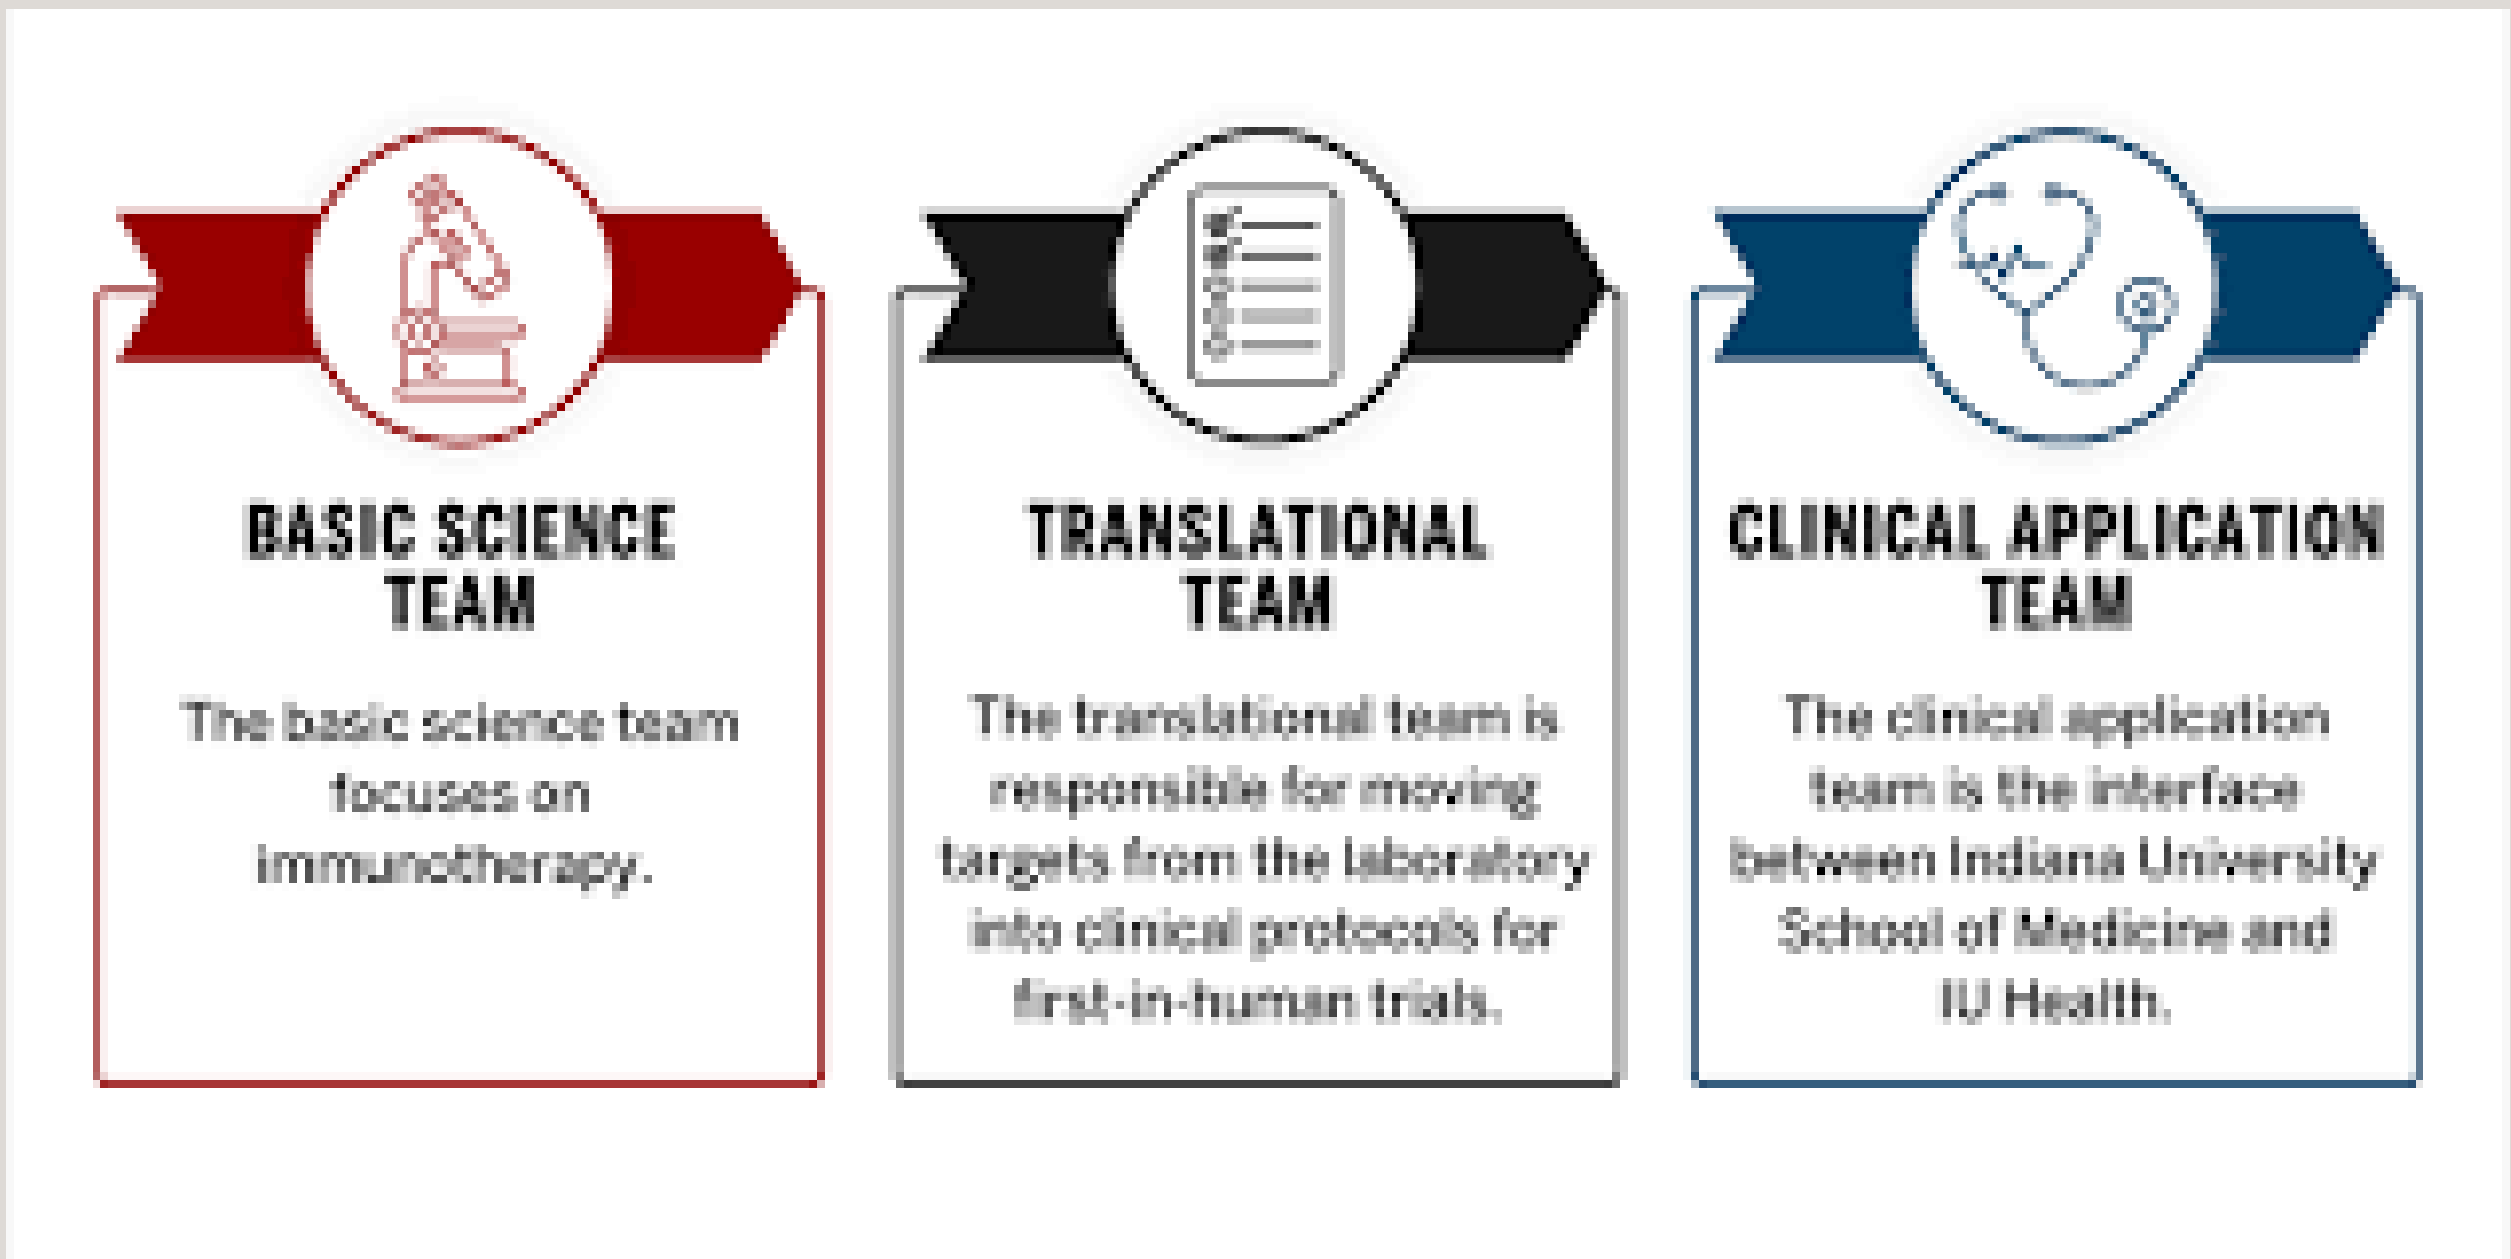 BASIC SCIENCE
TEAM
The basic science team
focuses on
immunotherapy.
TRANSLATIONAL
TEAM
The translational team is
responsible for moving
targets from the laboratory
into clinical protocols for
first-in-human trials.
CLINICAL APPLICATION
TEAM
The clinical application
team is the interface
between Indiana University
School of Medicine and
IU Health.